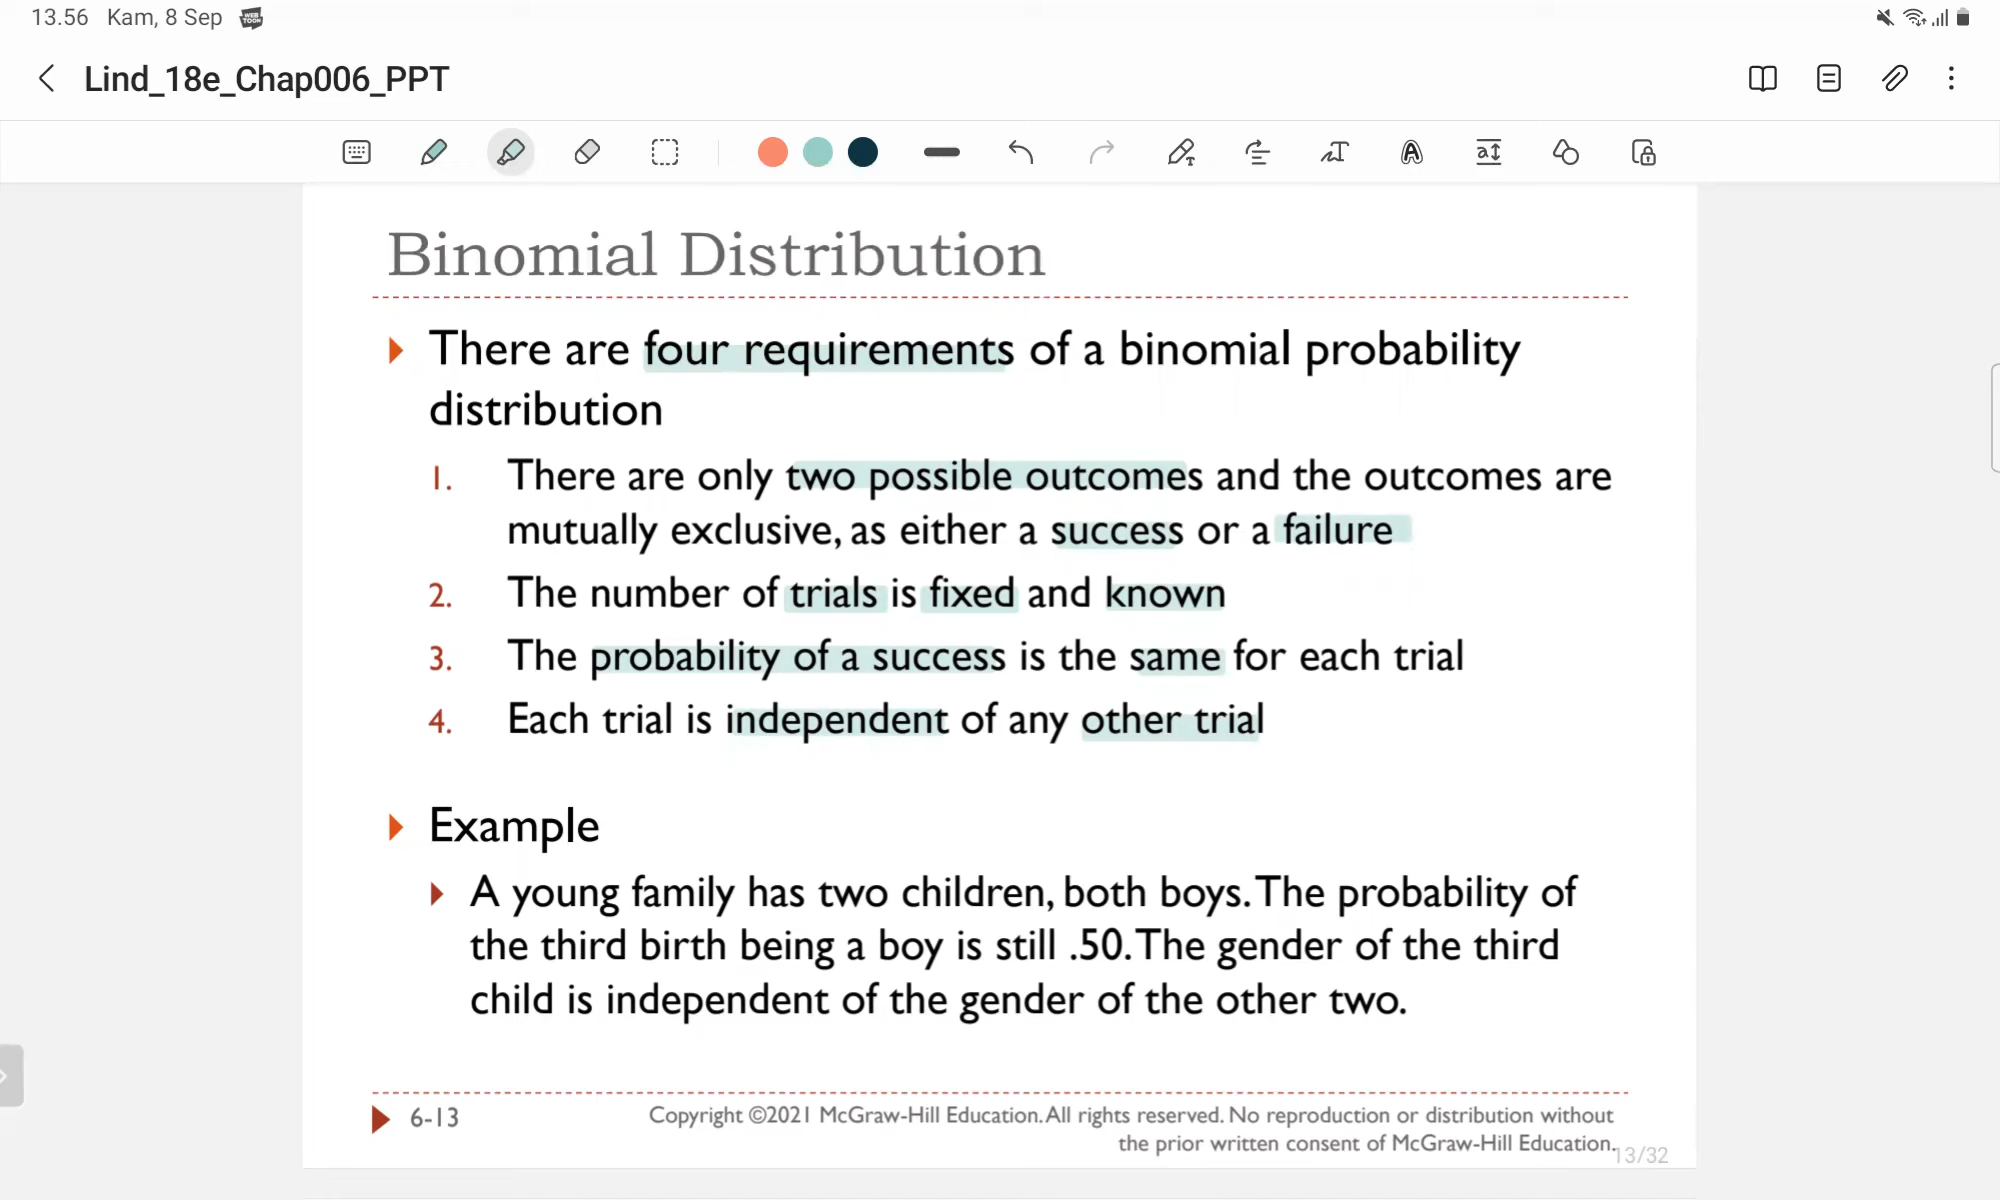 13.56 Kam, 8 Sep WEB TOON
Lind_18e_Chap006_PPT
Binomial Distribution
There are four requirements of a binomial probability
distribution
1. There are only two possible outcomes and the outcomes are
mutually exclusive, as either a success or a failure
2. The number of trials is fixed and known
3. The probability of a success is the same for each trial
4. Each trial is independent of any other trial
Example
A young family has two children, both boys. The probability of
the third birth being a boy is still .50. The gender of the third
child is independent of the gender of the other two.
6-13
Copyright ©2021 McGraw-Hill Education. All rights reserved. No reproduction or distribution without
the prior written consent of McGraw-Hill Education.
13/32